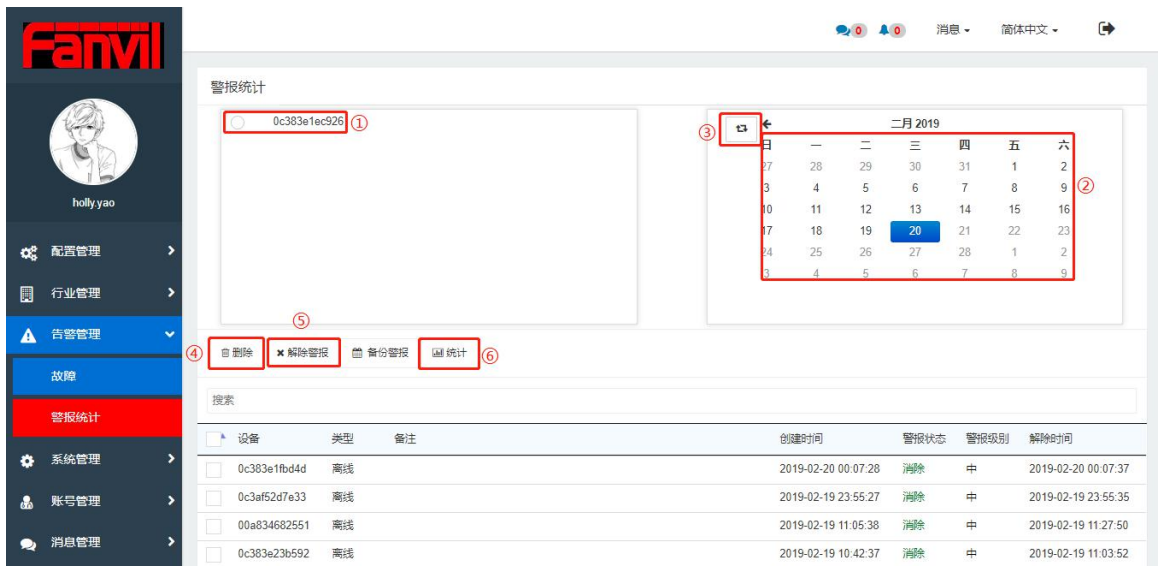 Fanvil
0 0 消息 简体中文
警报统计
0c383e1ec926 ①
③ 二月 2019
日 一 二 三 四 五 六
27 28 29 30 31 1 2
3 4 5 6 7 8 9 ②
10 11 12 13 14 15 16
17 18 19 20 21 22 23
24 25 26 27 28 1 2
3 4 5 6 7 8 9
holly.yao
配置管理
行业管理
告警管理
故障
警报统计
系统管理
账号管理
消息管理
⑤
④ 删除 解除警报 备份警报 统计 ⑥
搜索
设备 类型 备注 创建时间 警报状态 警报级别 解除时间
0c383e1fbd4d 离线 2019-02-20 00:07:28 消除 中 2019-02-20 00:07:37
0c3af52d7e33 离线 2019-02-19 23:55:27 消除 中 2019-02-19 23:55:35
00a834682551 离线 2019-02-19 11:05:38 消除 中 2019-02-19 11:27:50
0c383e23b592 离线 2019-02-19 10:42:37 消除 中 2019-02-19 11:03:52